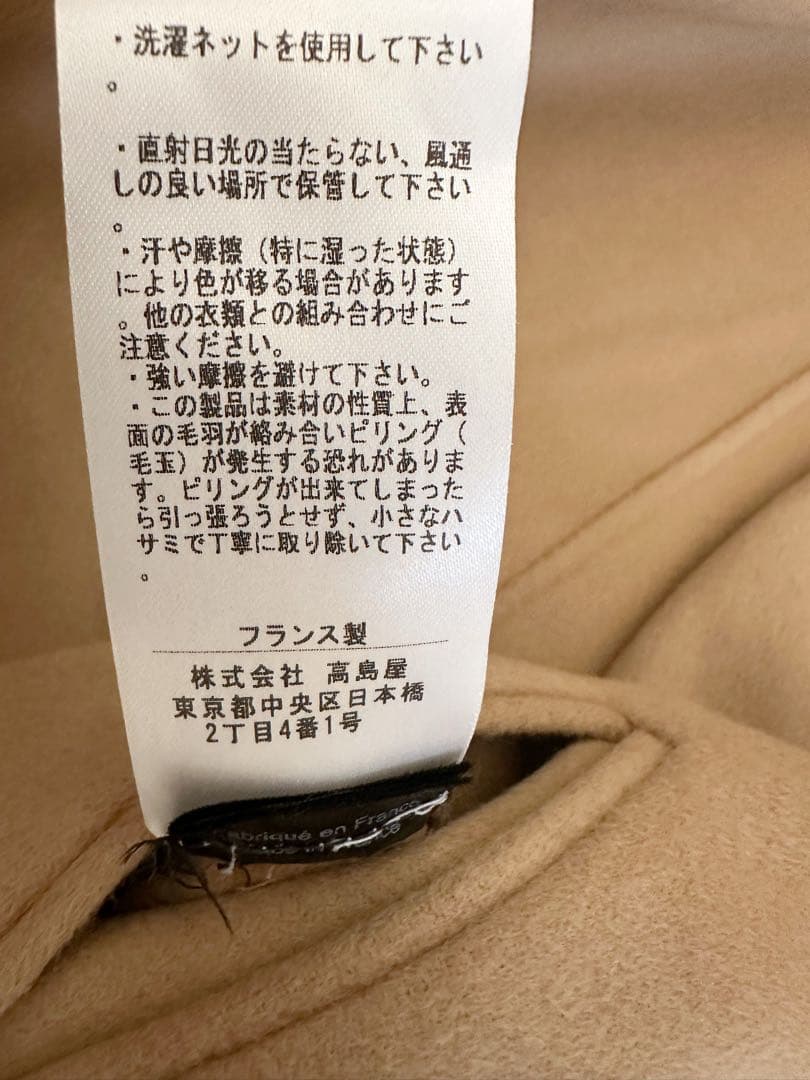 ・洗濯ネットを使用して下さい
。
・直射日光の当たらない、風通
しの良い場所で保管して下さい
。
・汗や摩擦（特に湿った状態）
により色が移る場合があります
。他の衣類との組み合わせにご
注意ください。
・強い摩擦を避けて下さい。
・この製品は素材の性質上、表
面の毛羽が絡み合いピリング（
毛玉）が発生する恐れがありま
す。ピリングが出来てしまった
ら引っ張ろうとせず、小さなハ
サミで丁寧に取り除いて下さい
。
フランス製
株式会社 高島屋
東京都中央区日本橋
2丁目4番1号
Fabriqué en France